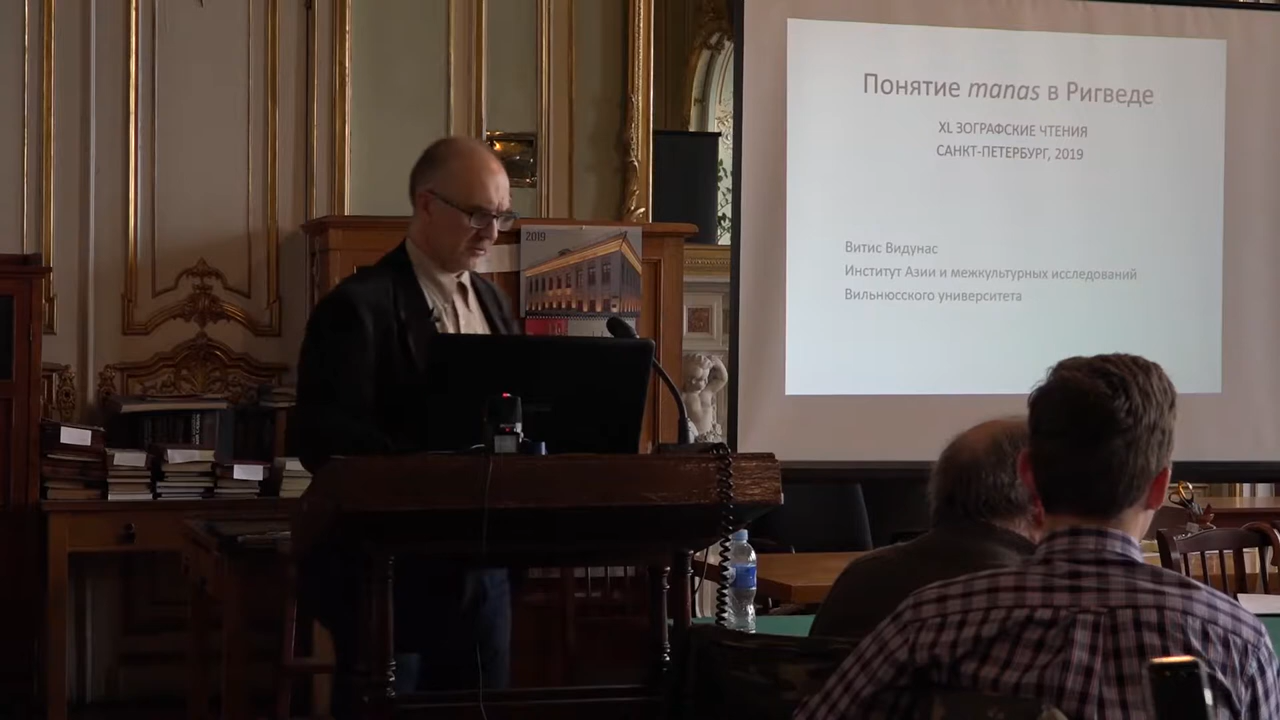 Понятие manas в Ригведе
XL ЗОГРАФСКИЕ ЧТЕНИЯ
САНКТ-ПЕТЕРБУРГ, 2019
Витис Видунас
Институт Азии и межкультурных исследований
Вильнюсского университета
2019